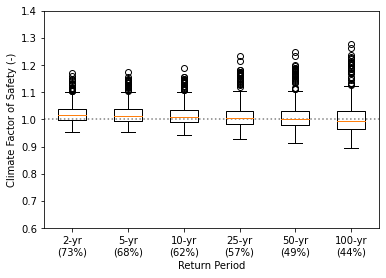 1.4
1.3
1.2
1.1
1.0
0.9
0.8
0.7
0.6
Climate Factor of Safety (-)
2-yr 5-yr 10-yr 25-yr 50-yr 100-yr
(73%) (68%) (62%) (57%) (49%) (44%)
Return Period